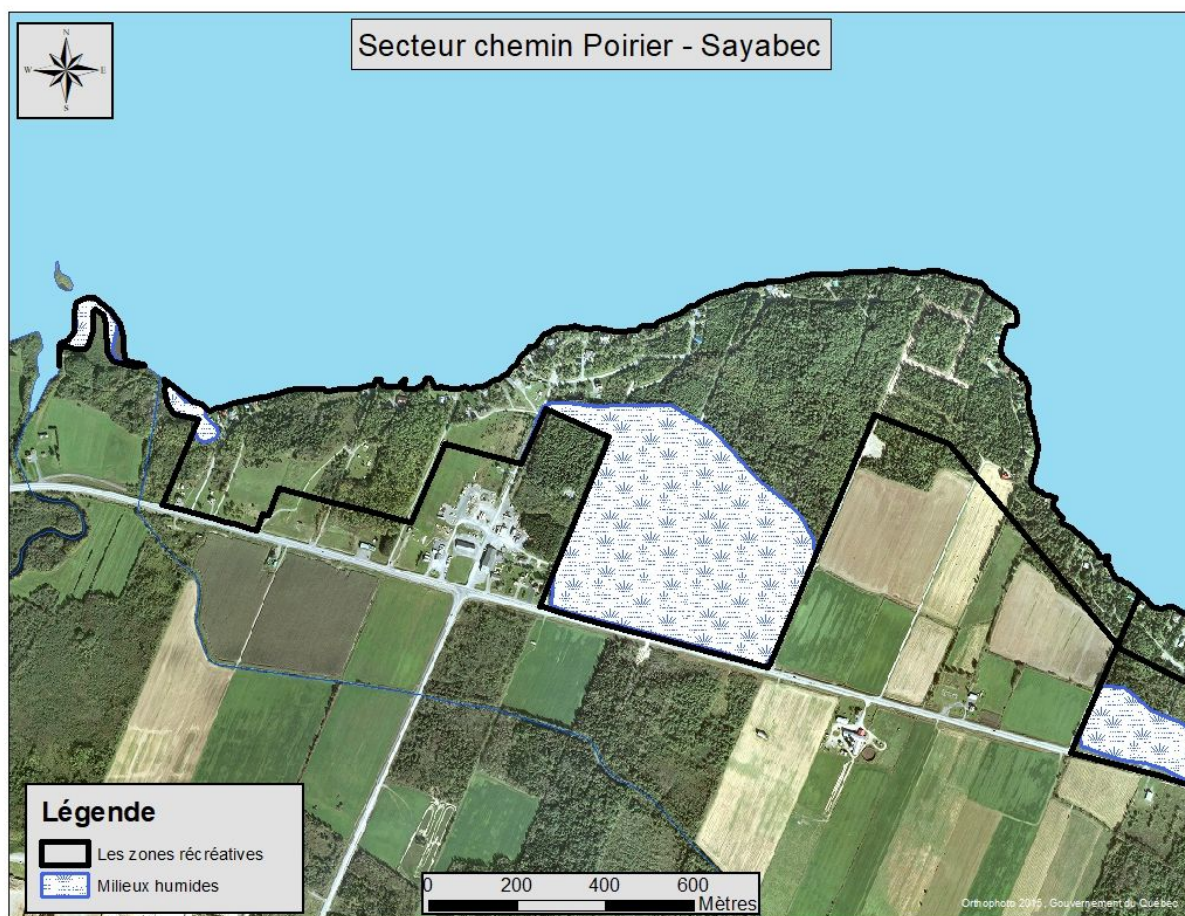 Secteur chemin Poirier - Sayabec
N
W E
S
Légende
Les zones récréatives
Milieux humides
0 200 400 600
Mètres
Orthophoto 2015, Gouvernement du Québec